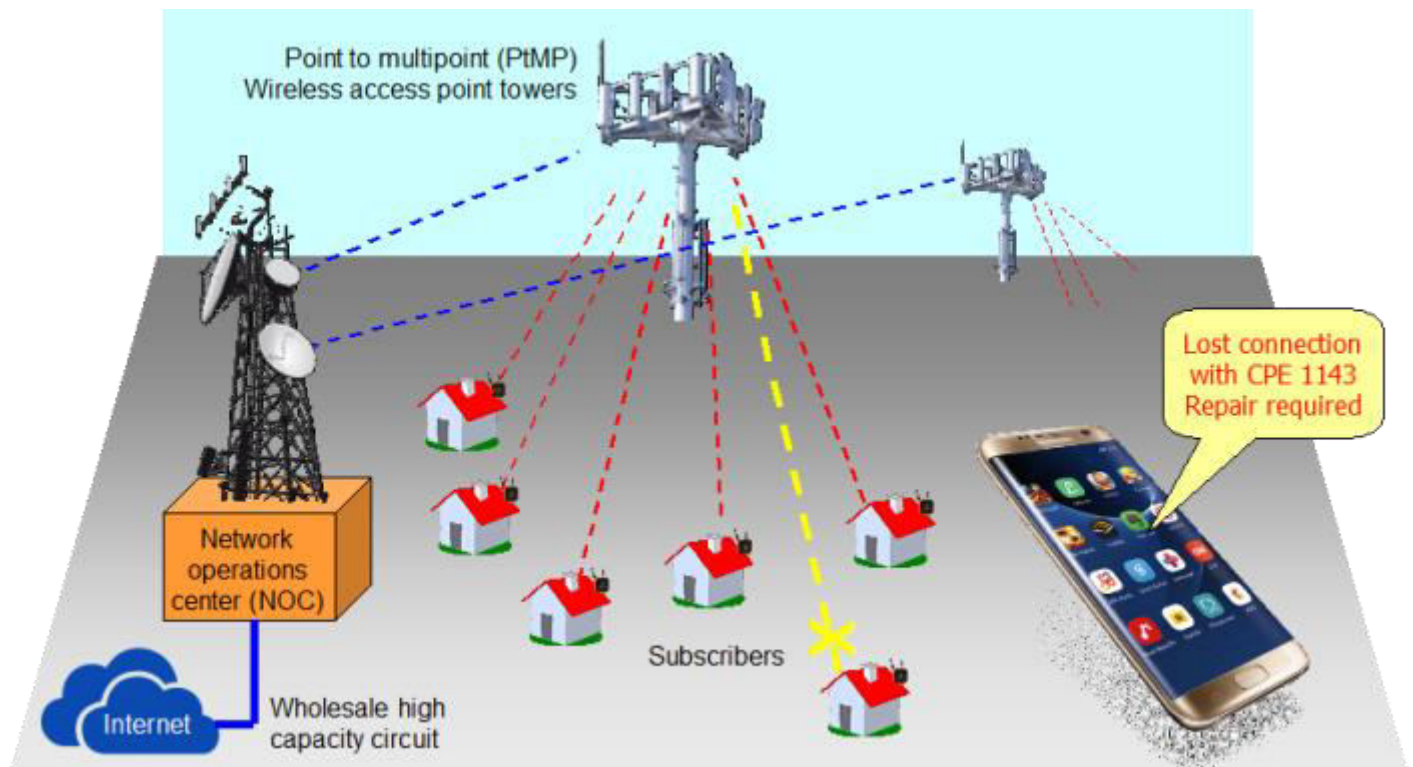 Point to multipoint (PtMP)
Wireless access point towers
Lost connection
with CPE 1143
Repair required
Network
operations
center (NOC)
Subscribers
Internet
Wholesale high
capacity circuit